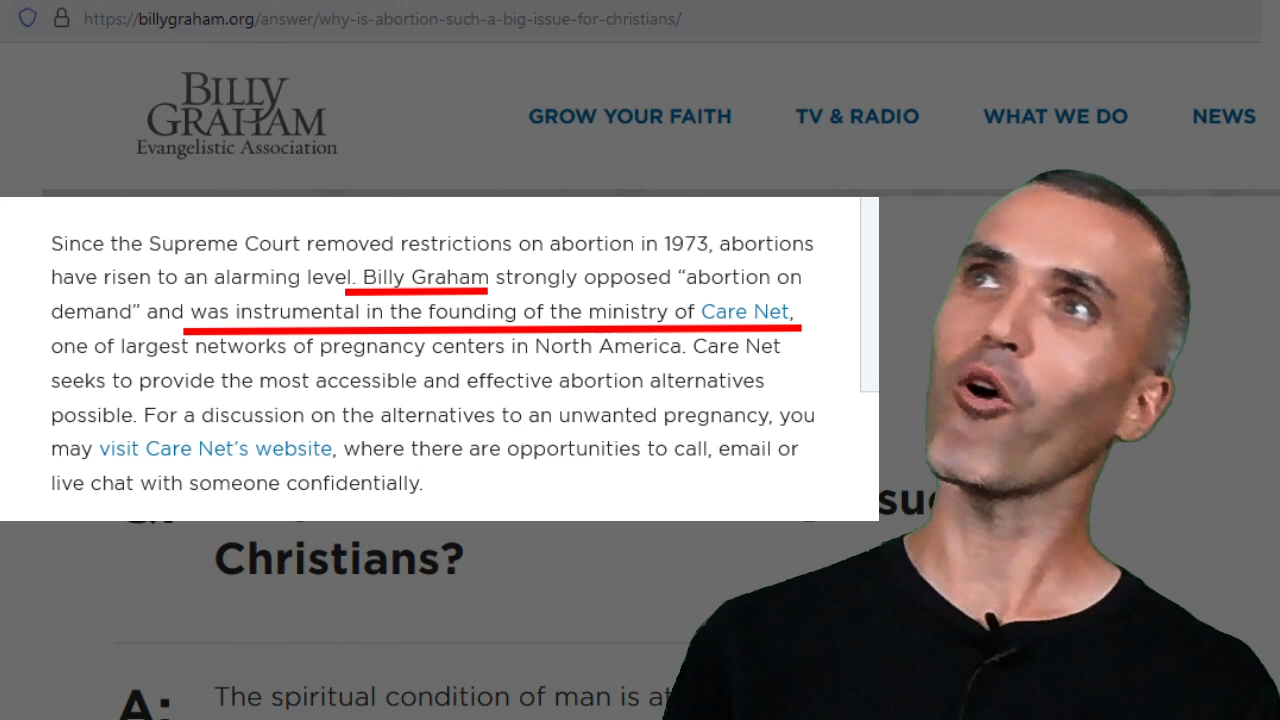 https://billygraham.org/answer/why-is-abortion-such-a-big-issue-for-christians/
BILLY
GRAHAM
Evangelistic Association
GROW YOUR FAITH TV & RADIO WHAT WE DO NEWS
Since the Supreme Court removed restrictions on abortion in 1973, abortions
have risen to an alarming level. Billy Graham strongly opposed “abortion on
demand” and was instrumental in the founding of the ministry of Care Net,
one of largest networks of pregnancy centers in North America. Care Net
seeks to provide the most accessible and effective abortion alternatives
possible. For a discussion on the alternatives to an unwanted pregnancy, you
may visit Care Net’s website, where there are opportunities to call, email or
live chat with someone confidentially.
Christians?
A: The spiritual condition of man is at